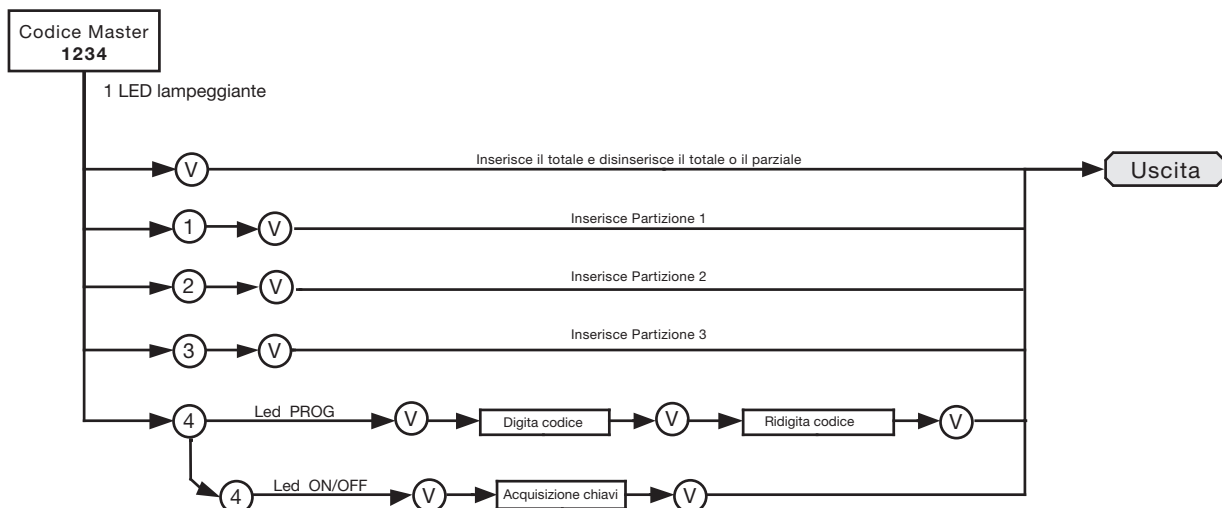 Codice Master
1234
1 LED lampeggiante
V Inserisce il totale e disinserisce il totale o il parziale Uscita
1 V Inserisce Partizione 1
2 V Inserisce Partizione 2
3 V Inserisce Partizione 3
4 Led PROG V Digita codice V Ridigita codice V
4 Led ON/OFF V Acquisizione chiavi V